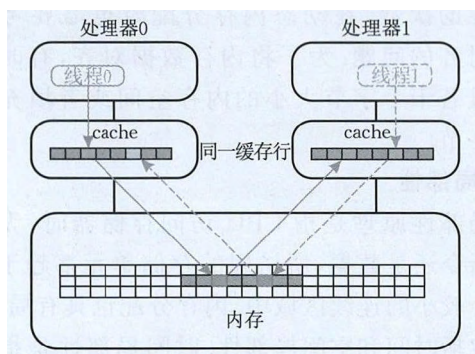 处理器0
处理器1
线程0
线程1
cache
cache
同一缓存行
内存